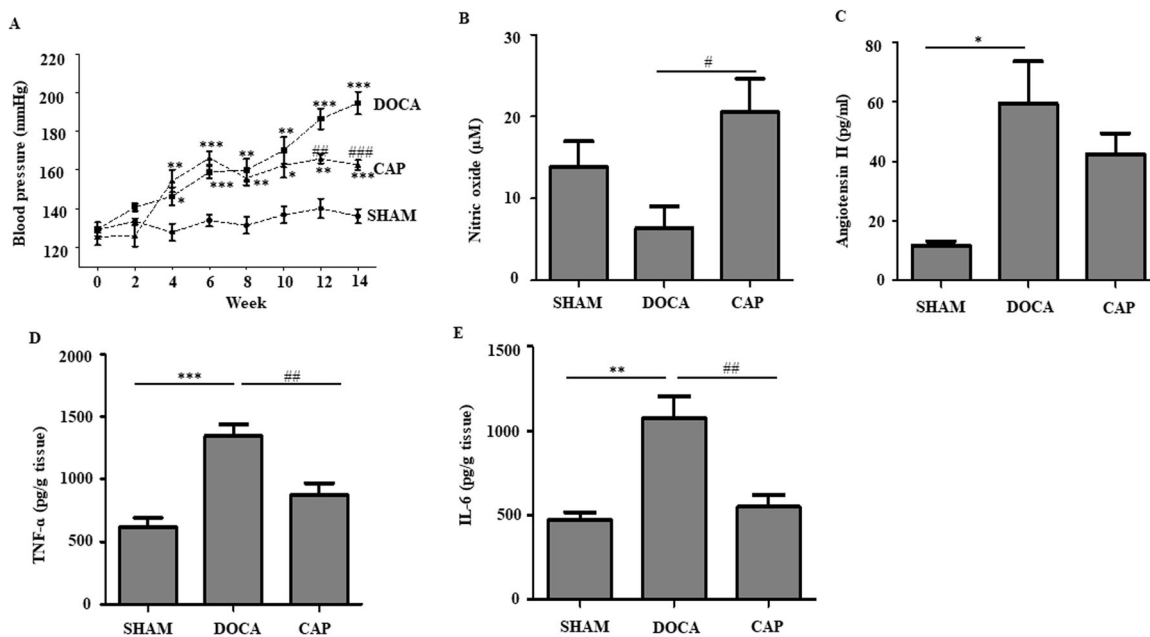 A
Blood pressure (mmHg)
220
200
180
160
140
120
0 2 4 6 8 10 12 14
Week
DOCA
CAP
SHAM
** *** ** ** *** ***
## ###
* *** ** * ** ***
B
Nitric oxide (μM)
30
20
10
0
#
SHAM DOCA CAP
C
Angiotensin II (pg/ml)
80
60
40
20
0
*
SHAM DOCA CAP
D
TNF-α (pg/g tissue)
2000
1500
1000
500
0
*** ##
SHAM DOCA CAP
E
IL-6 (pg/g tissue)
1500
1000
500
0
** ##
SHAM DOCA CAP